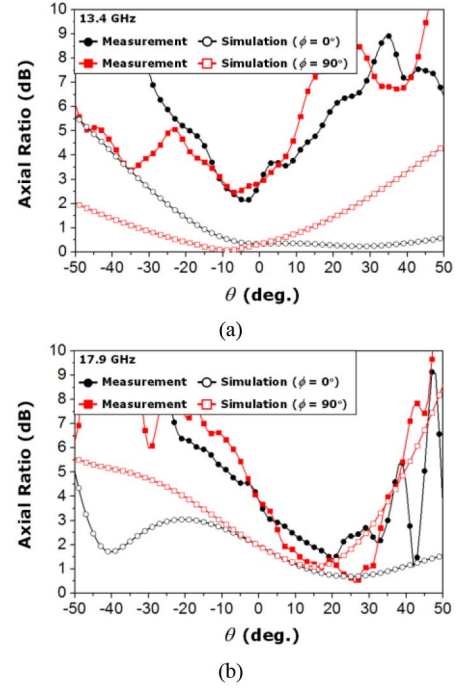 10
9
8
7
6
5
4
3
2
1
0
Axial Ratio (dB)
13.4 GHz
Measurement Simulation (ϕ = 0°)
Measurement Simulation (ϕ = 90°)
-50 -40 -30 -20 -10 0 10 20 30 40 50
θ (deg.)
(a)
10
9
8
7
6
5
4
3
2
1
0
Axial Ratio (dB)
17.9 GHz
Measurement Simulation (ϕ = 0°)
Measurement Simulation (ϕ = 90°)
-50 -40 -30 -20 -10 0 10 20 30 40 50
θ (deg.)
(b)